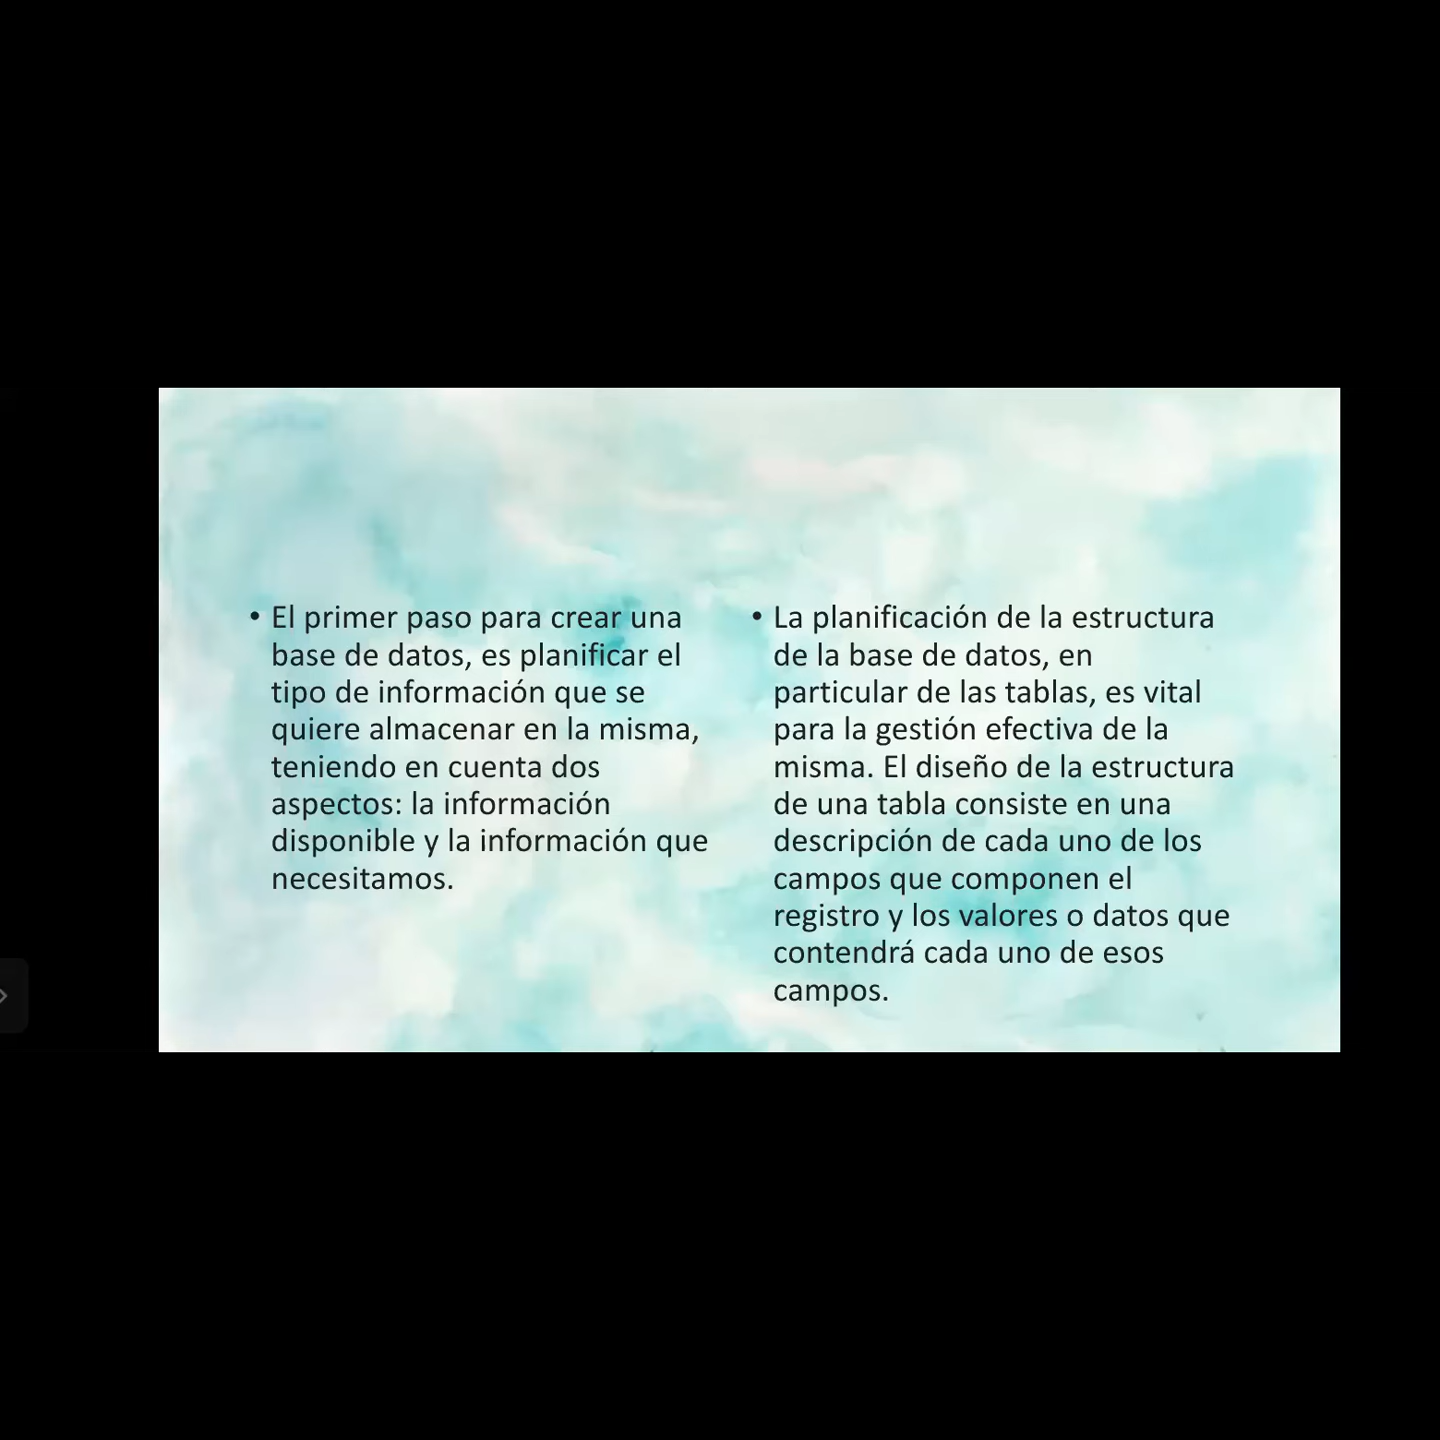 • El primer paso para crear una
base de datos, es planificar el
tipo de información que se
quiere almacenar en la misma,
teniendo en cuenta dos
aspectos: la información
disponible y la información que
necesitamos.
• La planificación de la estructura
de la base de datos, en
particular de las tablas, es vital
para la gestión efectiva de la
misma. El diseño de la estructura
de una tabla consiste en una
descripción de cada uno de los
campos que componen el
registro y los valores o datos que
contendrá cada uno de esos
campos.